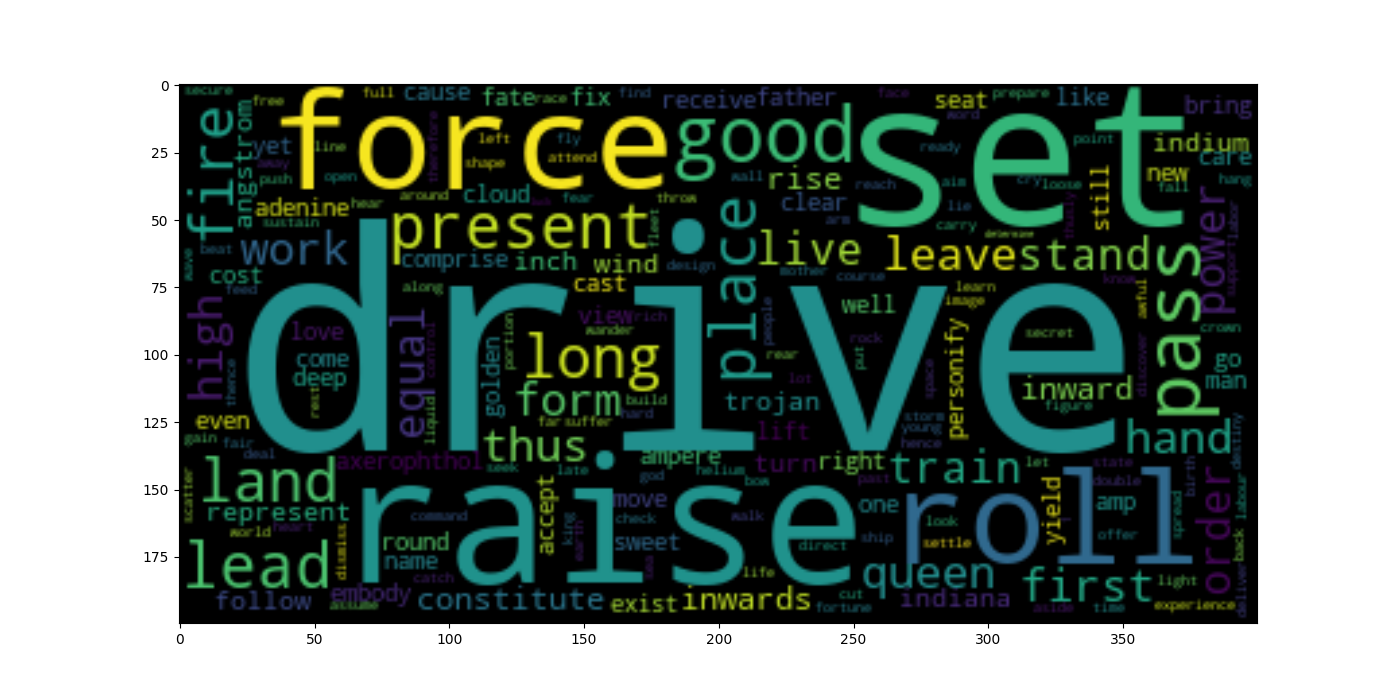 0
secure
free
full
cause
fate
race
fix
find
receive
father
face
seat
prepare
like
bring
fire
angstrom
force
good
set
word
indium
care
25
yet
line
therefore
left
fly
attend
shape
wall
ready
point
still
new
fall
hang
away
push
open
around
cloud
fear
throw
rise
reach
aim
cry
loose
adenine
hear
clear
arm
lie
carry
determine
50
work
present
fleet
place
live
leave
stand
pass
power
support
labor
beat
wave
comprise
inch
wind
design
mother
course
cost
feed
along
cast
learn
image
know
awful
75
high
love
equal
control
drive
view
rich
wander
people
well
rock
put
secret
crown
discover
100
come
deep
thence
rest
golden
portion
long
rear
lot
space
personify
inward
go
man
form
build
hard
trojan
figure
125
even
gain
fair
deal
liquid
thus
far
suffer
lift
storm
young
hence
hand
destiny
land
axerophthol
seek
late
ampere
helium
god
bow
turn
right
past
train
let
state
double
birth
150
scatter
represent
world
heart
dismiss
raise
command
accept
king
earth
move
check
walk
one
roll
look
yield
amp
offer
spread
order
labour
back
175
lead
round
name
catch
sweet
sea
direct
ship
settle
life
queen
first
light
follow
embody
assume
constitute
exist
inwards
cut
fortune
indiana
aside
time
experience
deliver
0 50 100 150 200 250 300 350